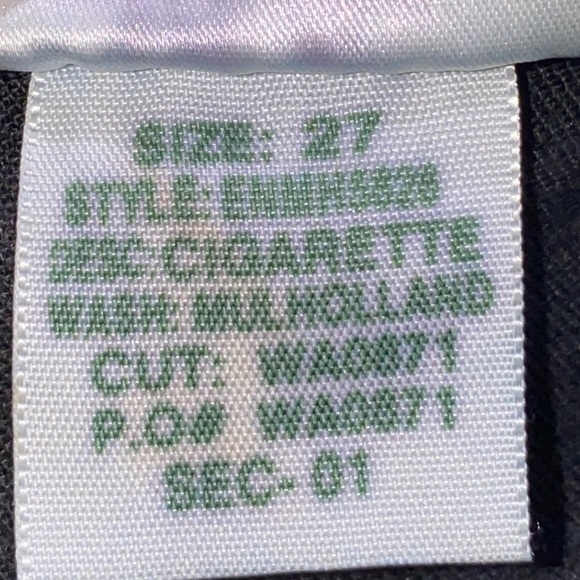 SIZE: 27
STYLE:
DESC: CIGARETTE
WASH: MULHOLLAND
CUT: WA0871
P.O# WA0871
SEC- 01